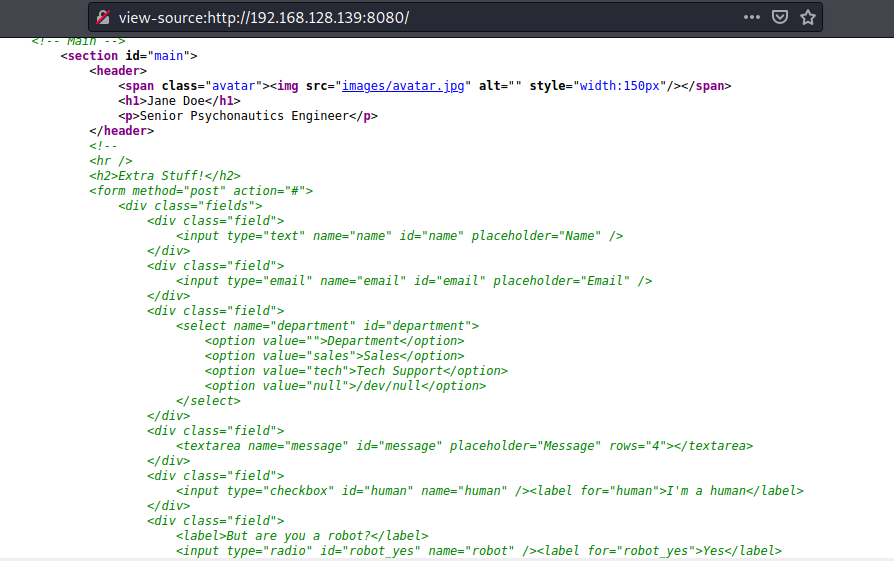 view-source:http://192.168.128.139:8080/
<!-- Main -->
<section id="main">
<header>
<span class="avatar"><img src="images/avatar.jpg" alt="" style="width:150px"/></span>
<h1>Jane Doe</h1>
<p>Senior Psychonautics Engineer</p>
</header>
<!--
<hr />
<h2>Extra Stuff!</h2>
<form method="post" action="#">
<div class="fields">
<div class="field">
<input type="text" name="name" id="name" placeholder="Name" />
</div>
<div class="field">
<input type="email" name="email" id="email" placeholder="Email" />
</div>
<div class="field">
<select name="department" id="department">
<option value="">Department</option>
<option value="sales">Sales</option>
<option value="tech">Tech Support</option>
<option value="null">/dev/null</option>
</select>
</div>
<div class="field">
<textarea name="message" id="message" placeholder="Message" rows="4"></textarea>
</div>
<div class="field">
<input type="checkbox" id="human" name="human" /><label for="human">I'm a human</label>
</div>
<div class="field">
<label>But are you a robot?</label>
<input type="radio" id="robot_yes" name="robot" /><label for="robot_yes">Yes</label>